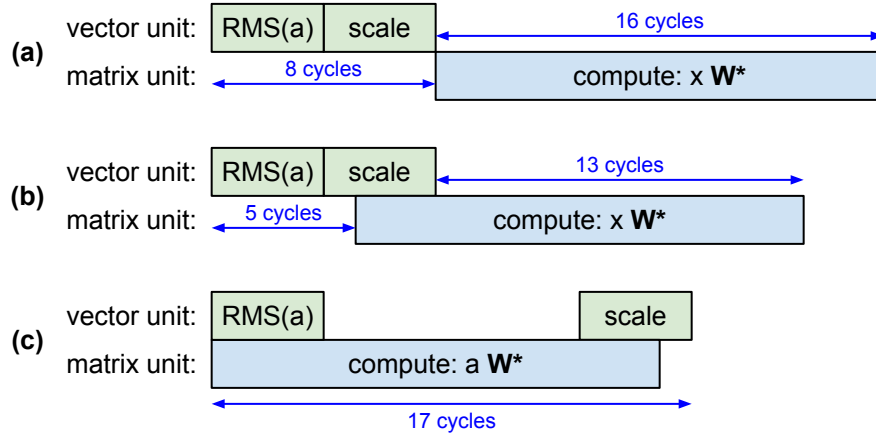 vector unit: RMS(a) scale 16 cycles
(a)
matrix unit: 8 cycles compute: x W*
vector unit: RMS(a) scale 13 cycles
(b)
matrix unit: 5 cycles compute: x W*
vector unit: RMS(a) scale
(c)
matrix unit: compute: a W*
17 cycles